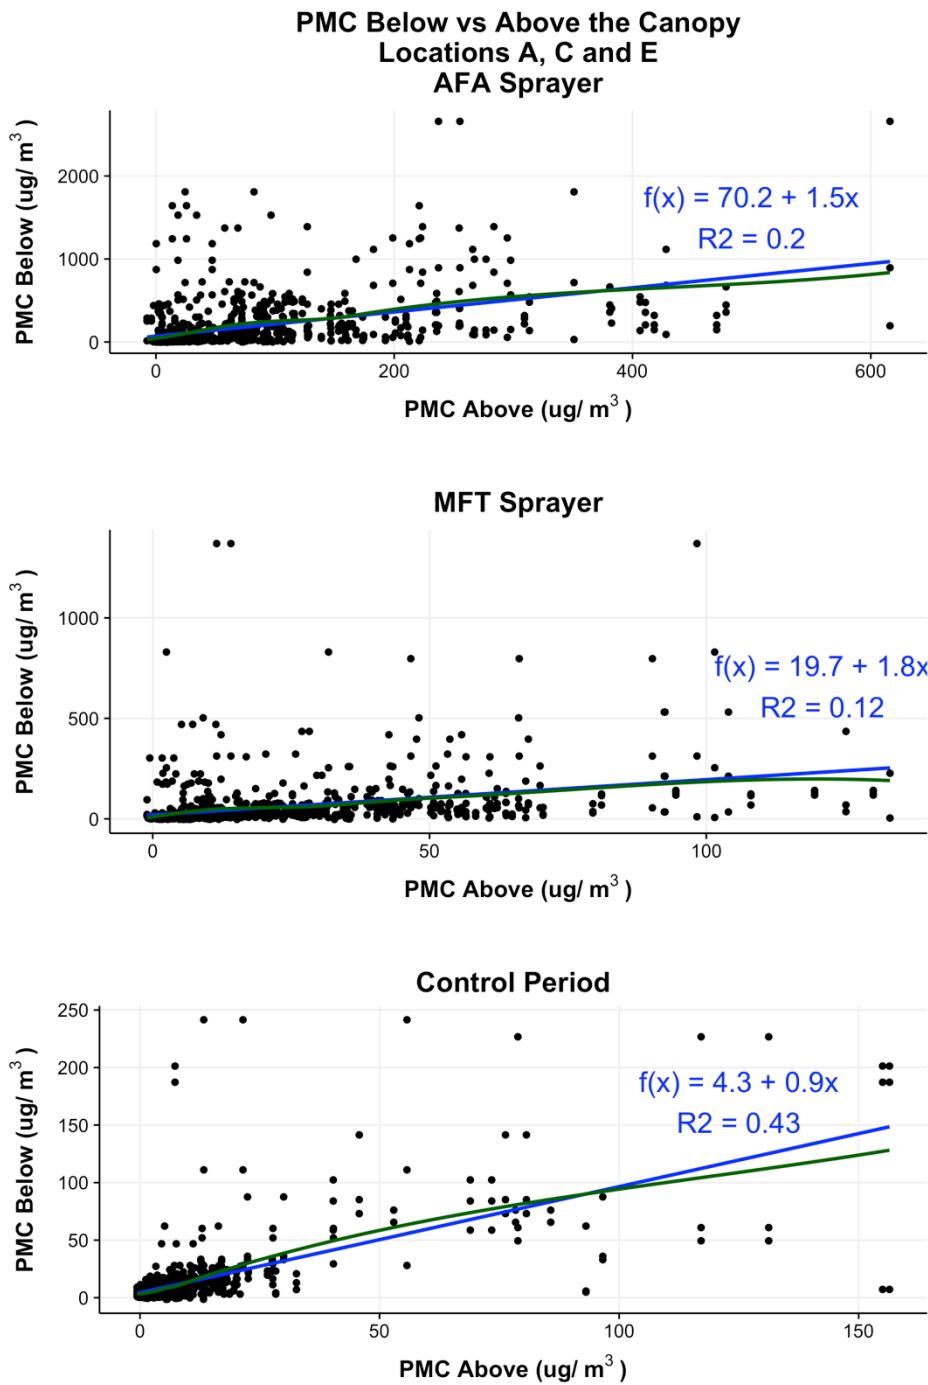 PMC Below vs Above the Canopy
Locations A, C and E
AFA Sprayer
PMC Below (ug/ m³ )
2000
1000
0
f(x) = 70.2 + 1.5x
R2 = 0.2
0 200 400 600
PMC Above (ug/ m³ )
MFT Sprayer
PMC Below (ug/ m³ )
1000
500
0
f(x) = 19.7 + 1.8x
R2 = 0.12
0 50 100
PMC Above (ug/ m³ )
Control Period
PMC Below (ug/ m³ )
250
200
150
100
50
0
f(x) = 4.3 + 0.9x
R2 = 0.43
0 50 100 150
PMC Above (ug/ m³ )